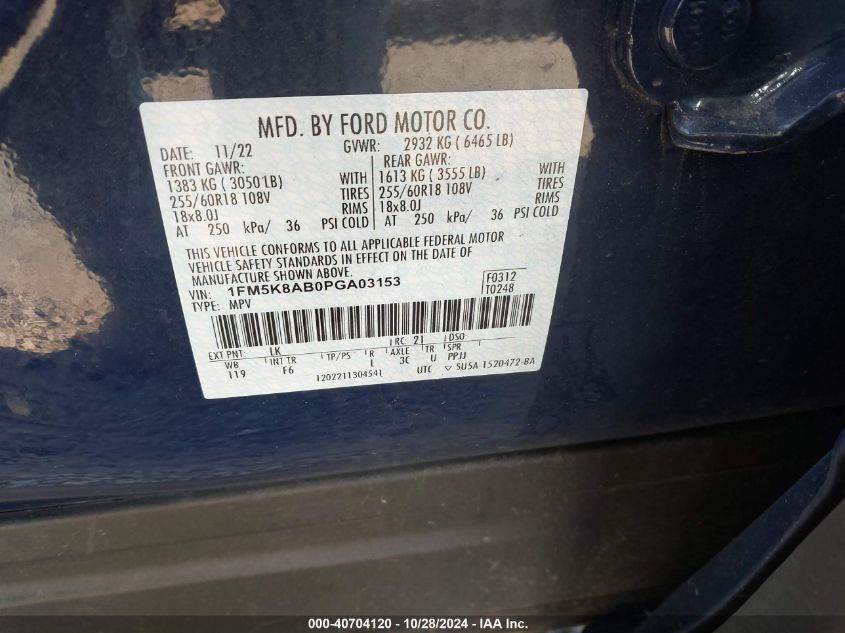 MFD. BY FORD MOTOR CO.
DATE: 11/22 GVWR: 2932 KG ( 6465 LB)
FRONT GAWR: REAR GAWR:
1383 KG ( 3050 LB) WITH 1613 KG ( 3555 LB) WITH
255/60R18 108V TIRES 255/60R18 108V TIRES
18x8.0J RIMS 18x8.0J RIMS
AT 250 kPa/ 36 PSI COLD AT 250 kPa/ 36 PSI COLD
THIS VEHICLE CONFORMS TO ALL APPLICABLE FEDERAL MOTOR
VEHICLE SAFETY STANDARDS IN EFFECT ON THE DATE OF
MANUFACTURE SHOWN ABOVE.
VIN: 1FM5K8AB0PGA03153 F0312
TYPE: MPV T0248
EXT PNT: LK RC: 21 DSO
WB INT TR TP/PS R AXLE TR SPR
119 F6 L 3C U PPJJ
1202211304541 UTC ▽ 5U5A 1520472-BA
000-40704120 - 10/28/2024 - IAA Inc.